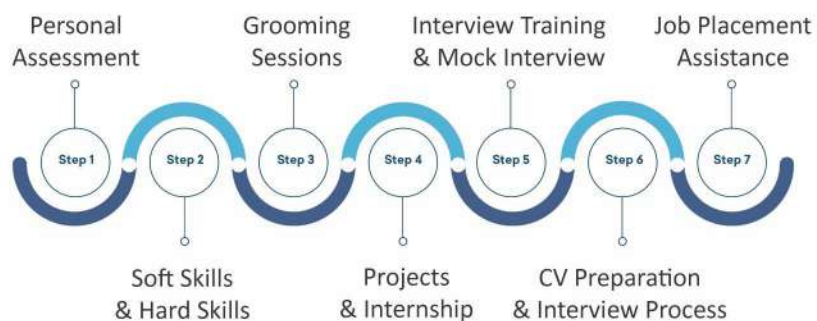 Personal
Assessment
Grooming
Sessions
Interview Training
& Mock Interview
Job Placement
Assistance
Step 1
Step 2
Step 3
Step 4
Step 5
Step 6
Step 7
Soft Skills
& Hard Skills
Projects
& Internship
CV Preparation
& Interview Process